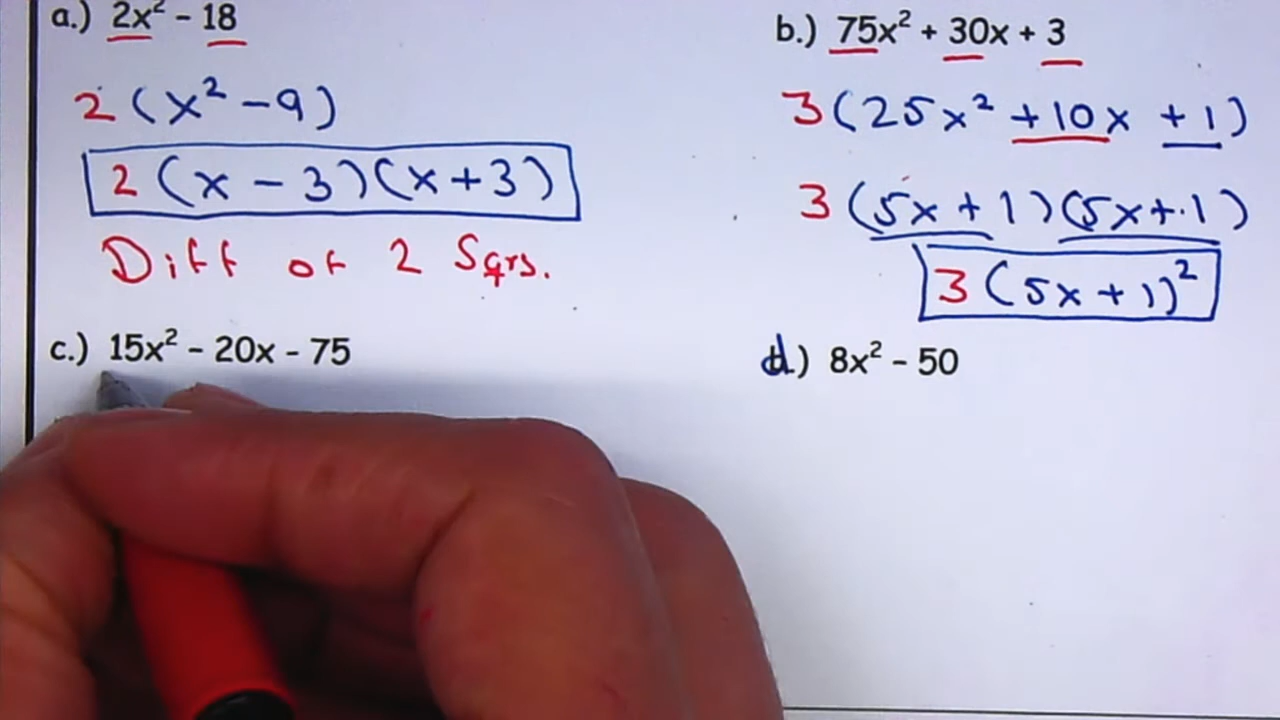 a.) 2x² - 18
2 (x² - 9)
2 (x - 3)(x + 3)
Diff of 2 Sqrs.
b.) 75x² + 30x + 3
3(25x² + 10x + 1)
3 (5x + 1)(5x + 1)
3 (5x + 1)²
c.) 15x² - 20x - 75
d.) 8x² - 50